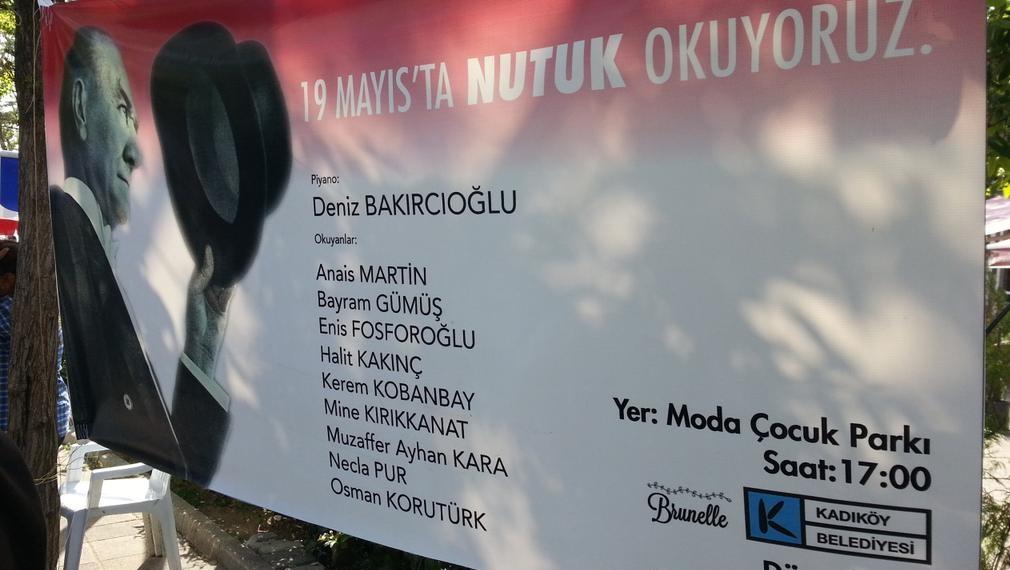 19 MAYIS'TA NUTUK OKUYORUZ.
Piyano:
Deniz BAKIRCIOĞLU
Okuyanlar:
Anais MARTİN
Bayram GÜMÜŞ
Enis FOSFOROĞLU
Halit KAKINÇ
Kerem KOBANBAY
Mine KIRIKKANAT
Muzaffer Ayhan KARA
Necla PUR
Osman KORUTÜRK
Yer: Moda Çocuk Parkı
Saat:17:00
Brunelle
K KADIKÖY
BELEDİYESİ